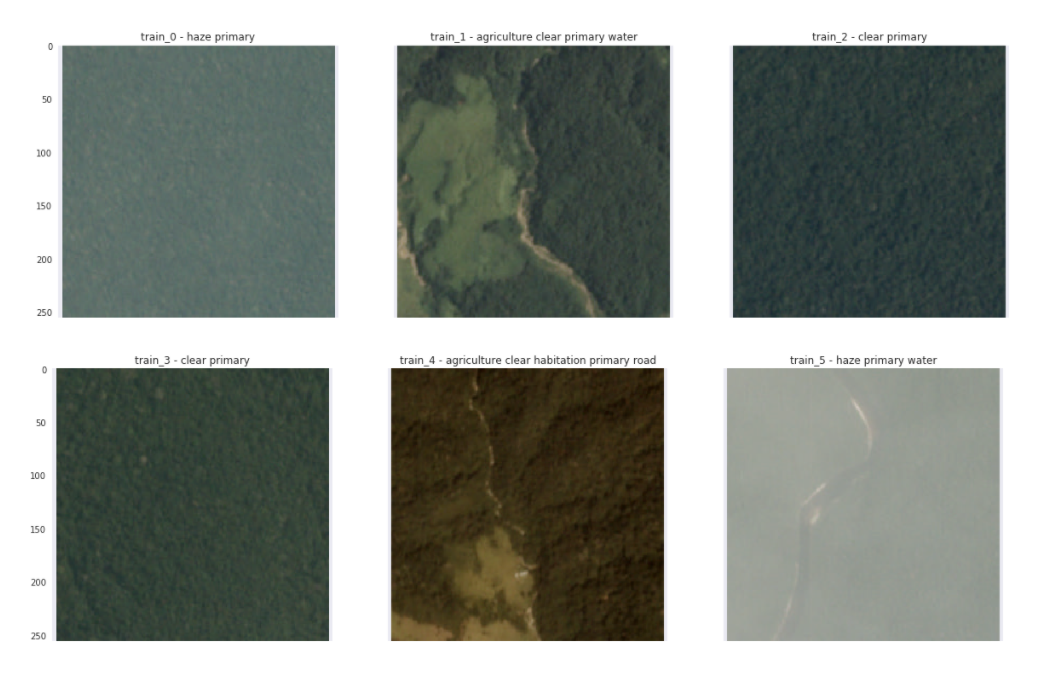 train_0 - haze primary
train_1 - agriculture clear primary water
train_2 - clear primary
0
50
100
150
200
250
train_3 - clear primary
train_4 - agriculture clear habitation primary road
train_5 - haze primary water
0
50
100
150
200
250